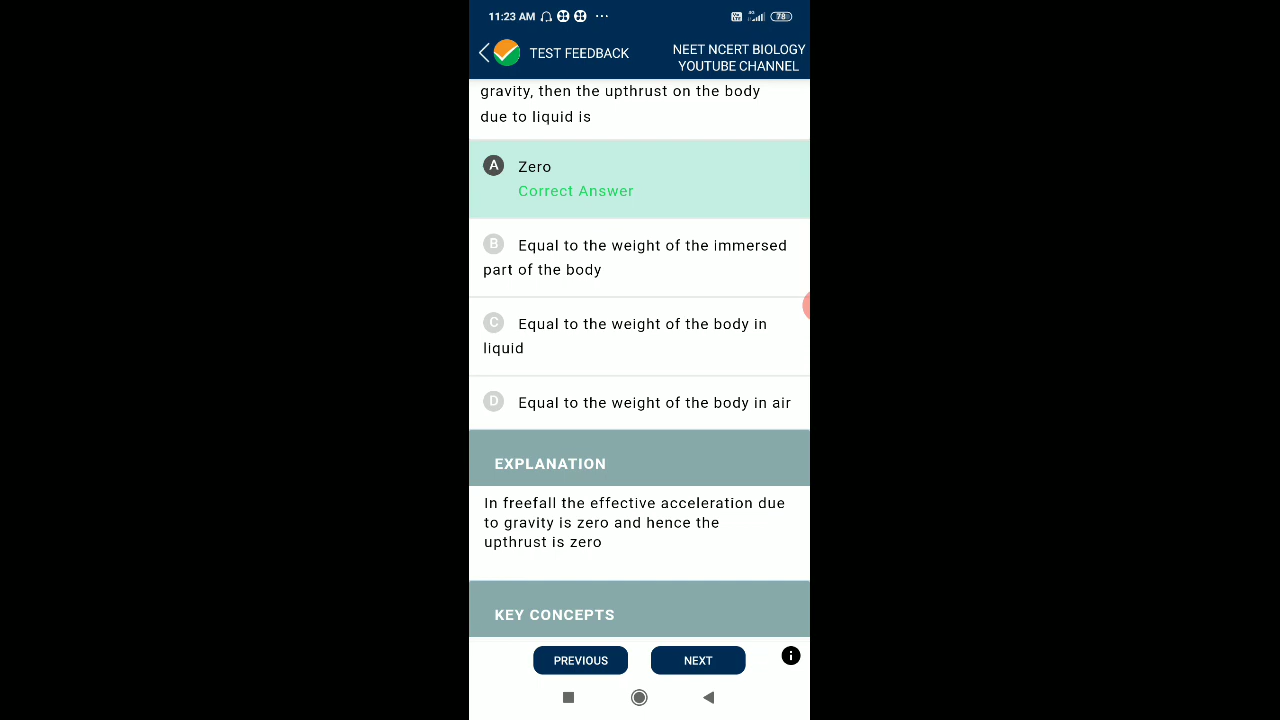 11:23 AM
78
TEST FEEDBACK
NEET NCERT BIOLOGY
YOUTUBE CHANNEL
gravity, then the upthrust on the body
due to liquid is
A Zero
Correct Answer
B Equal to the weight of the immersed
part of the body
C Equal to the weight of the body in
liquid
D Equal to the weight of the body in air
EXPLANATION
In freefall the effective acceleration due
to gravity is zero and hence the
upthrust is zero
KEY CONCEPTS
PREVIOUS
NEXT